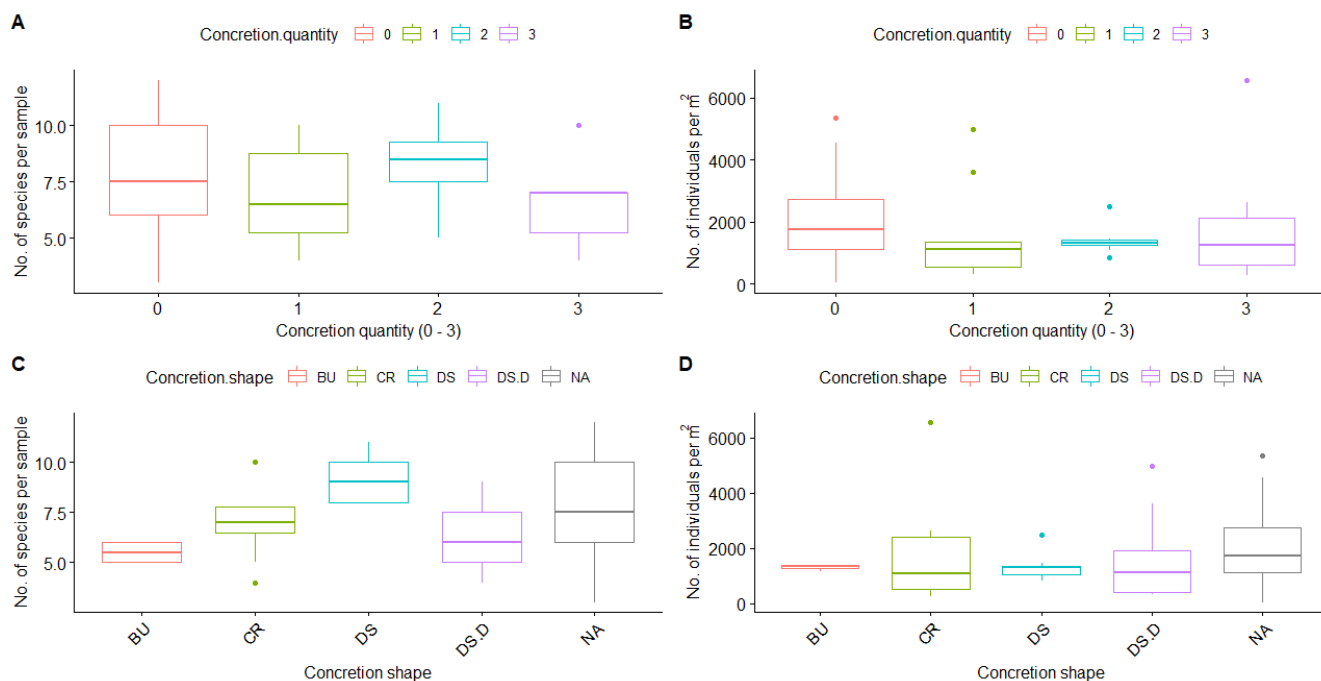 A
Concretion.quantity 0 1 2 3
No. of species per sample
10.0
7.5
5.0
0 1 2 3
Concretion quantity (0 - 3)
B
Concretion.quantity 0 1 2 3
No. of individuals per m²
6000
4000
2000
0
0 1 2 3
Concretion quantity (0 - 3)
C
Concretion.shape BU CR DS DS.D NA
No. of species per sample
10.0
7.5
5.0
BU CR DS DS.D NA
Concretion shape
D
Concretion.shape BU CR DS DS.D NA
No. of individuals per m²
6000
4000
2000
0
BU CR DS DS.D NA
Concretion shape